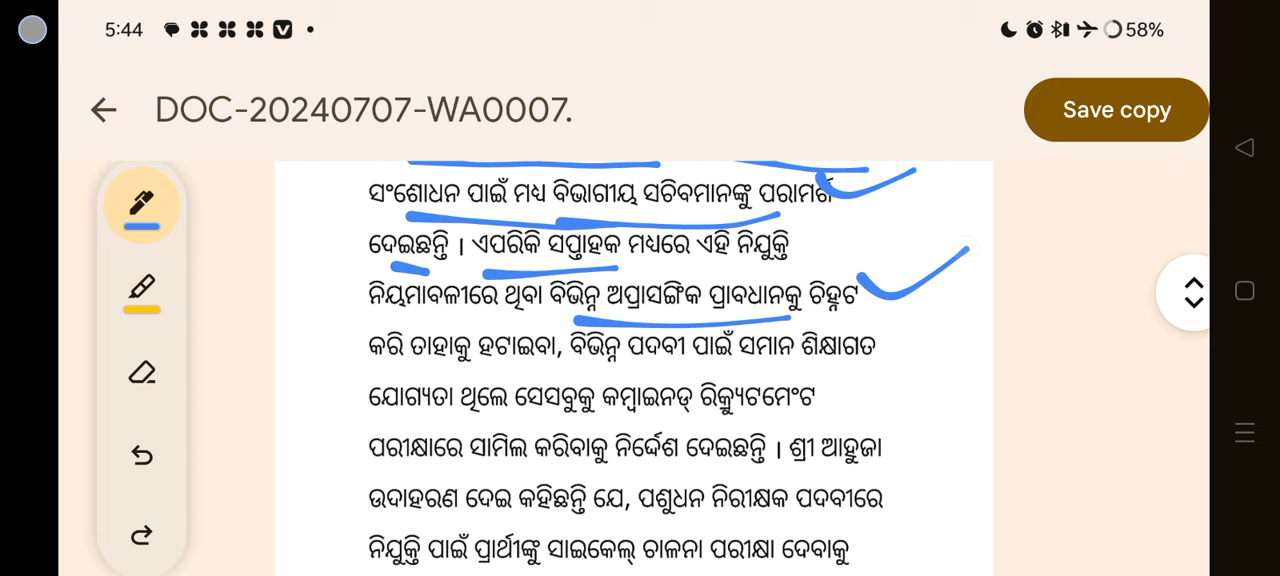 5:44
58%
DOC-20240707-WA0007.
Save copy
ସଂଶୋଧନ ପାଇଁ ମଧ୍ୟ ବିଭାଗୀୟ ସଚିବମାନଙ୍କୁ ପରାମର୍ଶ
ଦେଇଛନ୍ତି । ଏପରିକି ସପ୍ତାହକ ମଧ୍ୟରେ ଏହି ନିଯୁକ୍ତି
ନିୟମାବଳୀରେ ଥିବା ବିଭିନ୍ନ ଅପ୍ରାସଙ୍ଗିକ ପ୍ରାବଧାନକୁ ଚିହ୍ନଟ
କରି ତାହାକୁ ହଟାଇବା, ବିଭିନ୍ନ ପଦବୀ ପାଇଁ ସମାନ ଶିକ୍ଷାଗତ
ଯୋଗ୍ୟତା ଥିଲେ ସେସବୁକୁ କମ୍ବାଇନଡ୍ ରିକ୍ରୁଟମେଂଟ
ପରୀକ୍ଷାରେ ସାମିଲ କରିବାକୁ ନିର୍ଦ୍ଦେଶ ଦେଇଛନ୍ତି । ଶ୍ରୀ ଆହୁଜା
ଉଦାହରଣ ଦେଇ କହିଛନ୍ତି ଯେ, ପଶୁଧନ ନିରୀକ୍ଷକ ପଦବୀରେ
ନିଯୁକ୍ତି ପାଇଁ ପ୍ରାର୍ଥୀଙ୍କୁ ସାଇକେଲ୍ ଚାଳନା ପରୀକ୍ଷା ଦେବାକୁ